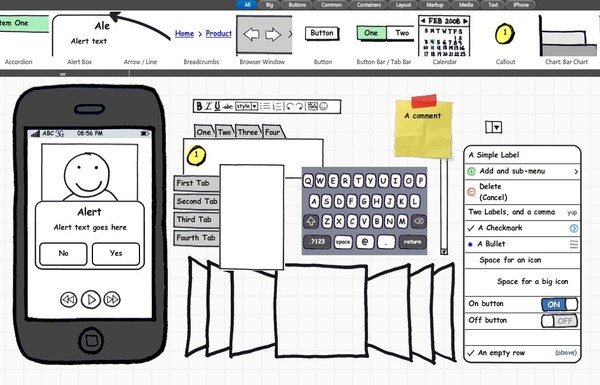 All Big Buttons Common Containers Layout Markup Media Text iPhone
tem One
Ale
Alert text
Home > Product
Button
One Two
FEB 2008
S M T W T F S
1
Accordion Alert Box Arrow / Line Breadcrumbs Browser Window Button Button Bar / Tab Bar Calendar Callout Chart: Bar Chart
ABC 3G 08:56 PM
Alert
Alert text goes here
No Yes
B I U abc style
One Two Three Four
1
First Tab
Second Tab
Third Tab
Fourth Tab
A comment
Q W E R T Y U I O P
A S D F G H J K L
Z X C V B N M
.?123 space @ . return
A Simple Label
Add and sub-menu >
Delete
(Cancel)
Two Labels, and a comma yup
A Checkmark
A Bullet
Space for an icon
Space for a big icon
On button ON
Off button OFF
An empty row (above)